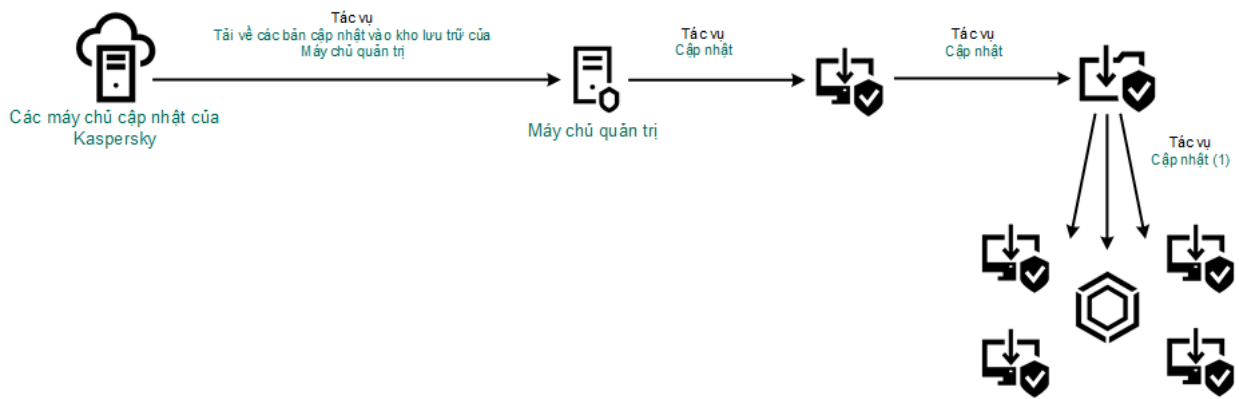 Tác vụ
Tải về các bản cập nhật vào kho lưu trữ của
Máy chủ quản trị
Tác vụ
Cập nhật
Tác vụ
Cập nhật
Các máy chủ cập nhật của
Kaspersky
Máy chủ quản trị
Tác vụ
Cập nhật (1)